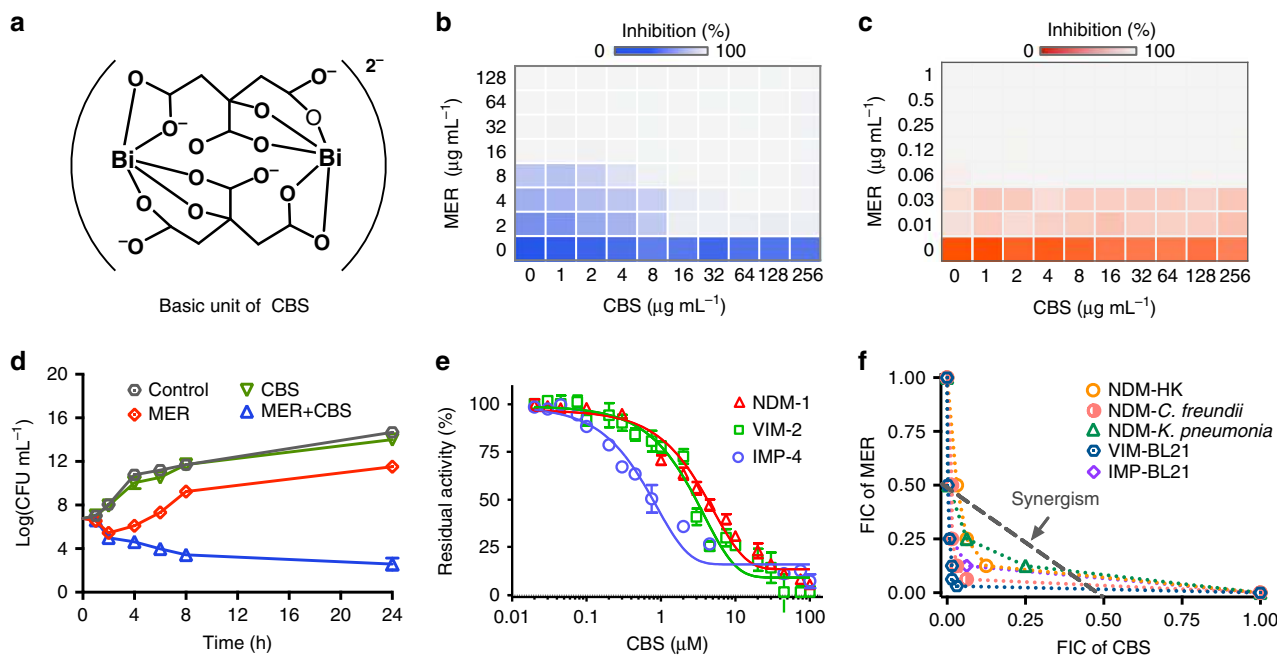 a
2–
O
O–
O
O
O–
O
O
O
Bi
Bi
O
O–
O
O
O
O
–O
O
Basic unit of CBS
b
Inhibition (%)
0
100
MER (µg mL–1)
128
64
32
16
8
4
2
0
0 1 2 4 8 16 32 64 128 256
CBS (µg mL–1)
c
Inhibition (%)
0
100
MER (µg mL–1)
1
0.5
0.25
0.12
0.06
0.03
0.01
0
0 1 2 4 8 16 32 64 128 256
CBS (µg mL–1)
d
Log(CFU mL–1)
20
16
12
8
4
0
Control
CBS
MER
MER+CBS
0 4 8 12 16 20 24
Time (h)
e
Residual activity (%)
100
75
50
25
0
NDM-1
VIM-2
IMP-4
0.01 0.1 1 10 100
CBS (µM)
f
FIC of MER
1.00
0.75
0.50
0.25
0.00
NDM-HK
NDM-C. freundii
NDM-K. pneumonia
VIM-BL21
IMP-BL21
Synergism
0.00 0.25 0.50 0.75 1.00
FIC of CBS